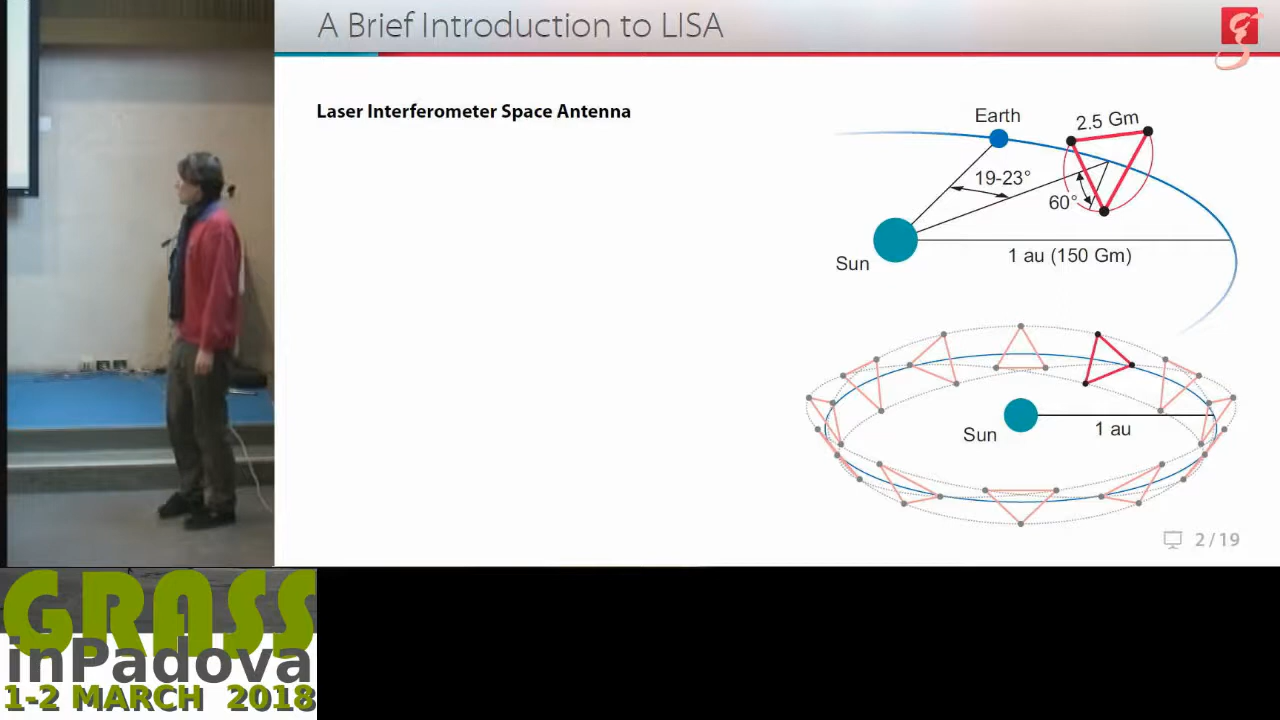 A Brief Introduction to LISA
Laser Interferometer Space Antenna
Earth
2.5 Gm
19-23°
60°
Sun
1 au (150 Gm)
Sun
1 au
2 / 19
GRASS
inPadova
1-2 MARCH 2018